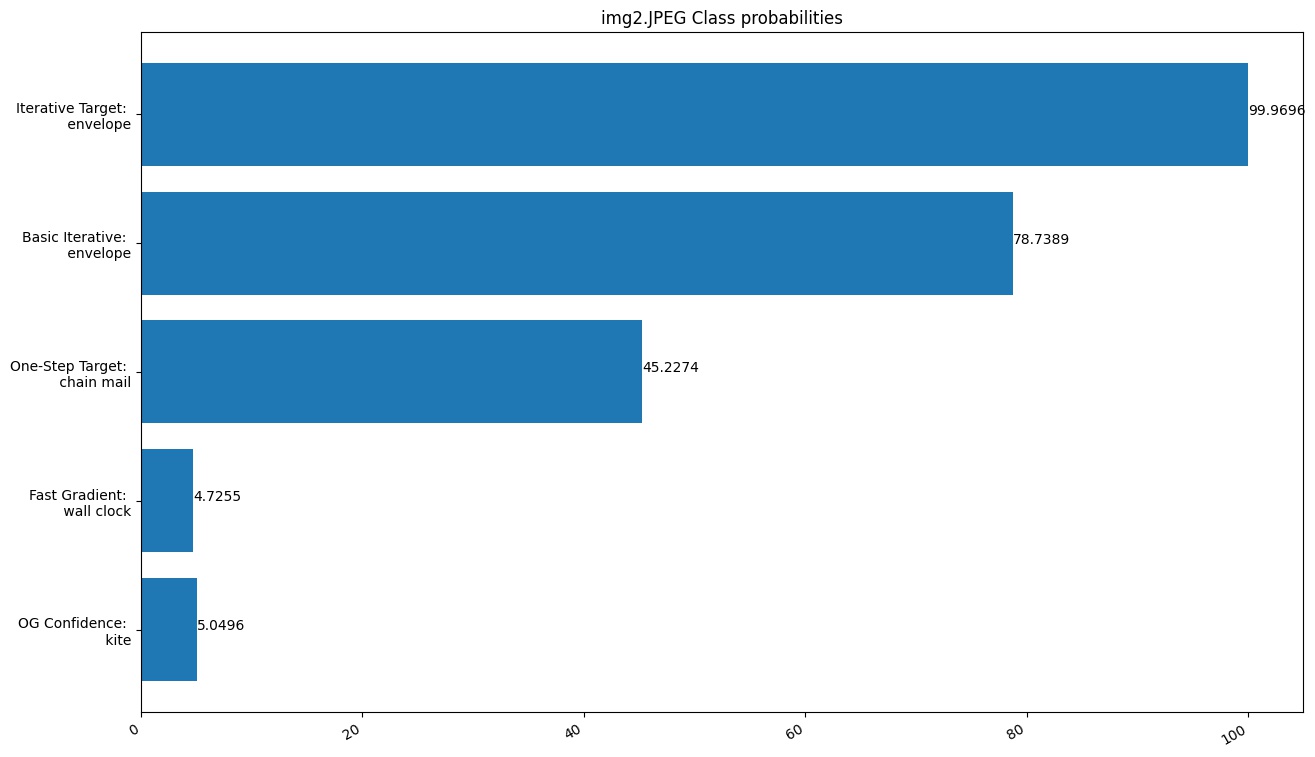 img2.JPEG Class probabilities
Iterative Target:
envelope
99.9696
Basic Iterative:
envelope
78.7389
One-Step Target:
chain mail
45.2274
Fast Gradient:
wall clock
4.7255
OG Confidence:
kite
5.0496
0
20
40
60
80
100